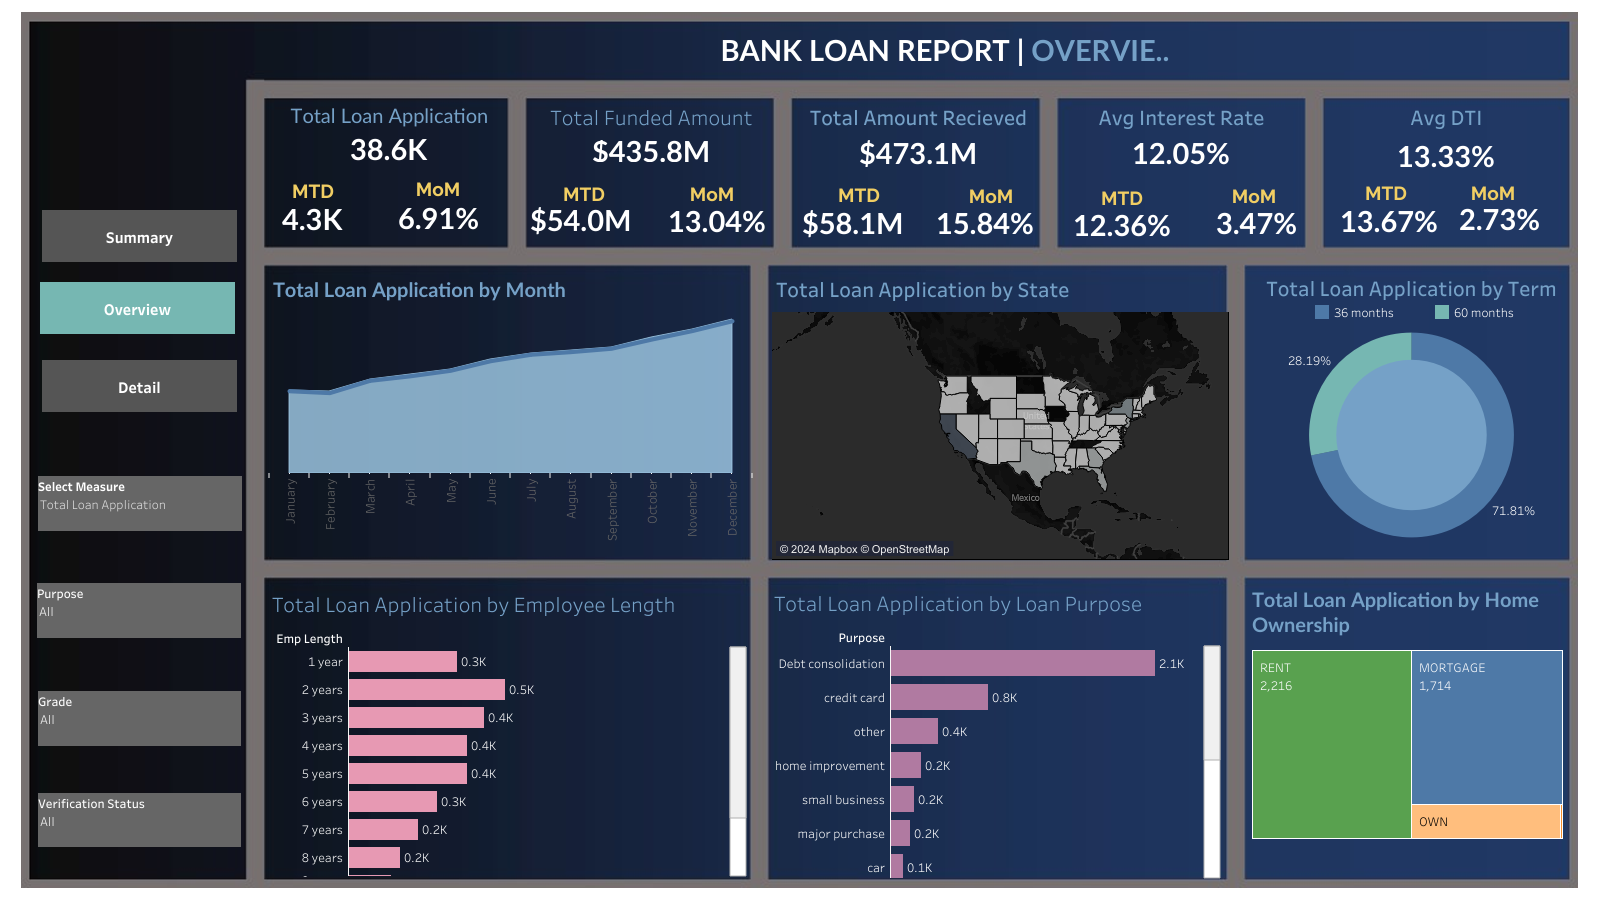 BANK LOAN REPORT | OVERVIE..
Summary
Overview
Detail
Select Measure
Total Loan Application
Purpose
All
Grade
All
Verification Status
All
Total Loan Application
38.6K
MTD MoM
4.3K 6.91%
Total Funded Amount
$435.8M
MTD MoM
$54.0M 13.04%
Total Amount Recieved
$473.1M
MTD MoM
$58.1M 15.84%
Avg Interest Rate
12.05%
MTD MoM
12.36% 3.47%
Avg DTI
13.33%
MTD MoM
13.67% 2.73%
Total Loan Application by Month
January
February
March
April
May
June
July
August
September
October
November
December
Total Loan Application by State
Mexico
© 2024 Mapbox © OpenStreetMap
Total Loan Application by Term
36 months 60 months
28.19%
71.81%
Total Loan Application by Employee Length
Emp Length
1 year 0.3K
2 years 0.5K
3 years 0.4K
4 years 0.4K
5 years 0.4K
6 years 0.3K
7 years 0.2K
8 years 0.2K
Total Loan Application by Loan Purpose
Purpose
Debt consolidation 2.1K
credit card 0.8K
other 0.4K
home improvement 0.2K
small business 0.2K
major purchase 0.2K
car 0.1K
Total Loan Application by Home
Ownership
RENT
2,216
MORTGAGE
1,714
OWN